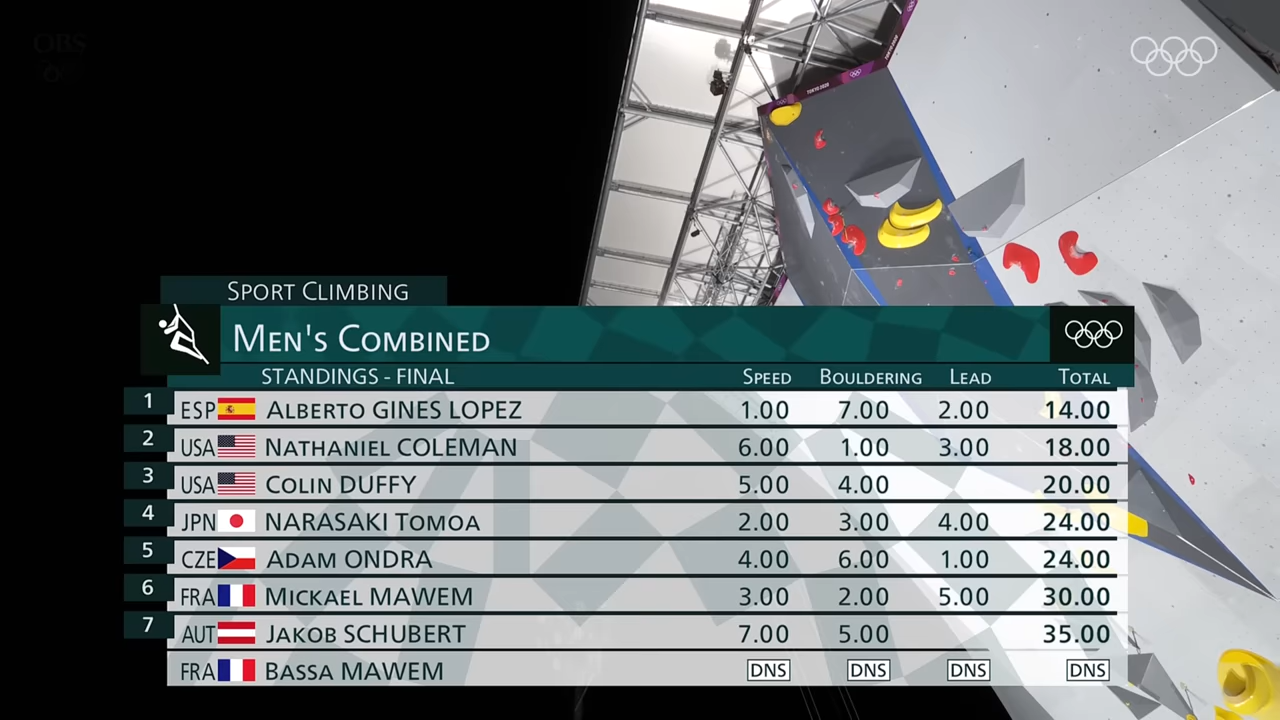 OBS
SPORT CLIMBING
MEN'S COMBINED
STANDINGS - FINAL SPEED BOULDERING LEAD TOTAL
1 ESP ALBERTO GINES LOPEZ 1.00 7.00 2.00 14.00
2 USA NATHANIEL COLEMAN 6.00 1.00 3.00 18.00
3 USA COLIN DUFFY 5.00 4.00 20.00
4 JPN NARASAKI TOMOA 2.00 3.00 4.00 24.00
5 CZE ADAM ONDRA 4.00 6.00 1.00 24.00
6 FRA MICKAEL MAWEM 3.00 2.00 5.00 30.00
7 AUT JAKOB SCHUBERT 7.00 5.00 35.00
FRA BASSA MAWEM DNS DNS DNS DNS
TOKYO 2020